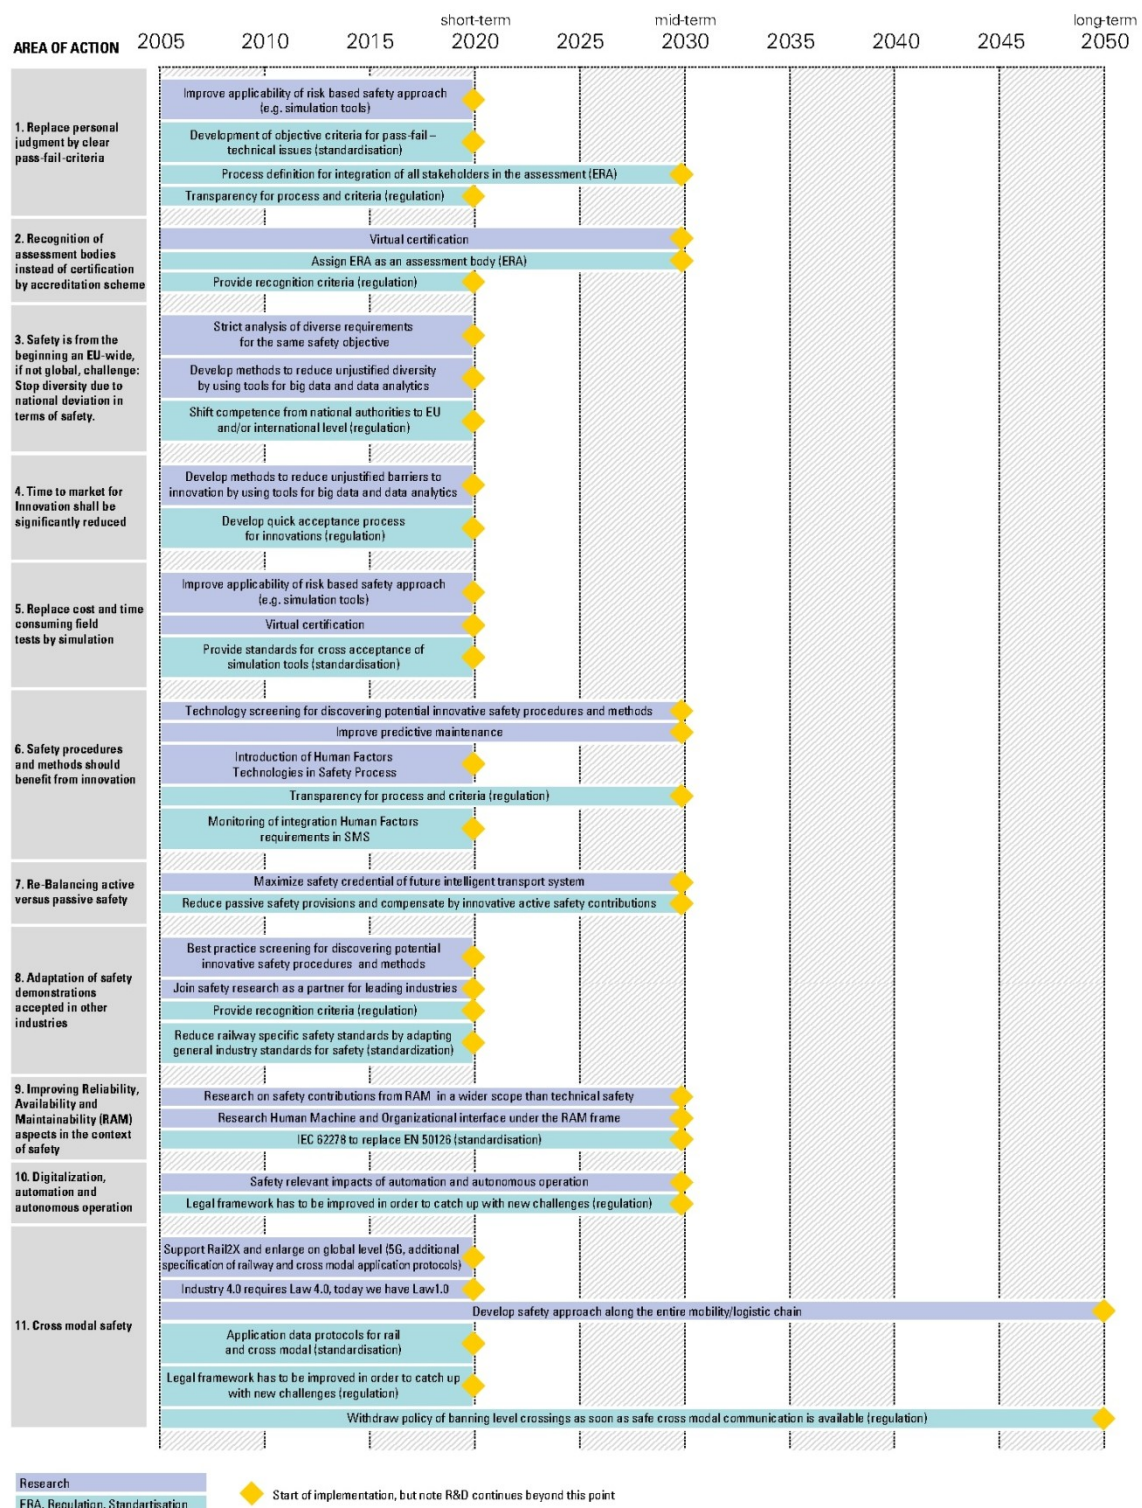 short-term mid-term long-term
AREA OF ACTION 2005 2010 2015 2020 2025 2030 2035 2040 2045 2050
1. Replace personal
judgment by clear
pass-fail-criteria
Improve applicability of risk based safety approach
(e.g. simulation tools)
Development of objective criteria for pass-fail –
technical issues (standardisation)
Process definition for integration of all stakeholders in the assessment (ERA)
Transparency for process and criteria (regulation)
2. Recognition of
assessment bodies
instead of certification
by accreditation scheme
Virtual certification
Assign ERA as an assessment body (ERA)
Provide recognition criteria (regulation)
3. Safety is from the
beginning an EU-wide,
if not global, challenge:
Stop diversity due to
national deviation in
terms of safety.
Strict analysis of diverse requirements
for the same safety objective
Develop methods to reduce unjustified diversity
by using tools for big data and data analytics
Shift competence from national authorities to EU
and/or international level (regulation)
4. Time to market for
Innovation shall be
significantly reduced
Develop methods to reduce unjustified barriers to
innovation by using tools for big data and data analytics
Develop quick acceptance process
for innovations (regulation)
5. Replace cost and time
consuming field
tests by simulation
Improve applicability of risk based safety approach
(e.g. simulation tools)
Virtual certification
Provide standards for cross acceptance of
simulation tools (standardisation)
6. Safety procedures
and methods should
benefit from innovation
Technology screening for discovering potential innovative safety procedures and methods
Improve predictive maintenance
Introduction of Human Factors
Technologies in Safety Process
Transparency for process and criteria (regulation)
Monitoring of integration Human Factors
requirements in SMS
7. Re-Balancing active
versus passive safety
Maximize safety credential of future intelligent transport system
Reduce passive safety provisions and compensate by innovative active safety contributions
8. Adaptation of safety
demonstrations
accepted in other
industries
Best practice screening for discovering potential
innovative safety procedures and methods
Join safety research as a partner for leading industries
Provide recognition criteria (regulation)
Reduce railway specific safety standards by adapting
general industry standards for safety (standardization)
9. Improving Reliability,
Availability and
Maintainability (RAM)
aspects in the context
of safety
Research on safety contributions from RAM in a wider scope than technical safety
Research Human Machine and Organizational interface under the RAM frame
IEC 62278 to replace EN 50126 (standardisation)
10. Digitalization,
automation and
autonomous operation
Safety relevant impacts of automation and autonomous operation
Legal framework has to be improved in order to catch up with new challenges (regulation)
11. Cross modal safety
Support Rail2X and enlarge on global level (5G, additional
specification of railway and cross modal application protocols)
Industry 4.0 requires Law 4.0, today we have Law1.0
Develop safety approach along the entire mobility/logistic chain
Application data protocols for rail
and cross modal (standardisation)
Legal framework has to be improved in order to catch up
with new challenges (regulation)
Withdraw policy of banning level crossings as soon as safe cross modal communication is available (regulation)
Research
ERA, Regulation, Standartisation
Start of implementation, but note R&D continues beyond this point